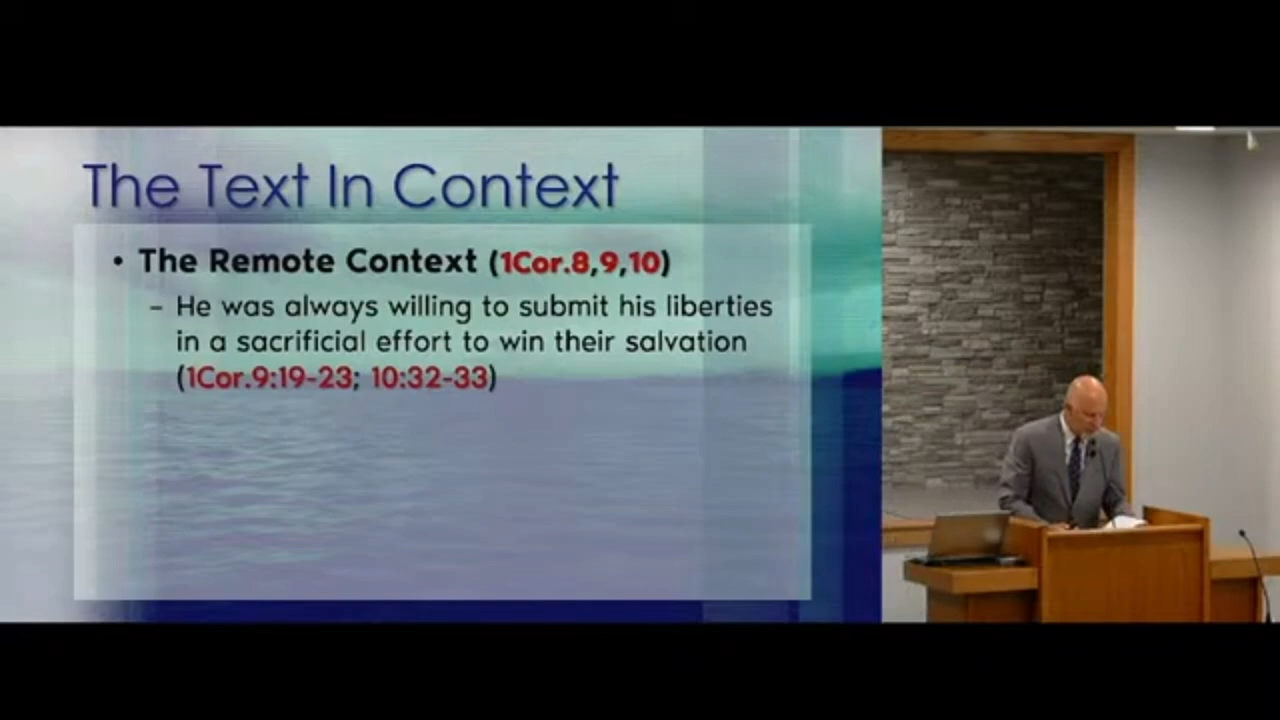 The Text In Context
• The Remote Context (1Cor.8,9,10)
– He was always willing to submit his liberties
in a sacrificial effort to win their salvation
(1Cor.9:19-23; 10:32-33)